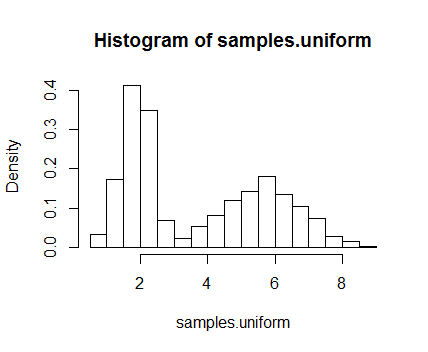 Histogram of samples.uniform
Density
0.0 0.1 0.2 0.3 0.4
2 4 6 8
samples.uniform